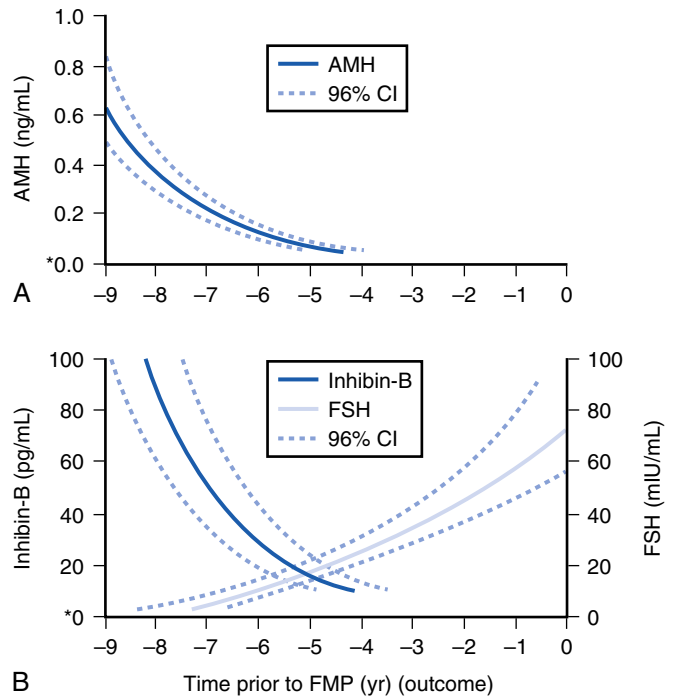 1.0
0.8
0.6
0.4
0.2
*0.0
AMH (ng/mL)
AMH
96% CI
A
–9 –8 –7 –6 –5 –4 –3 –2 –1 0
100
80
60
40
20
*0
Inhibin-B (pg/mL)
Inhibin-B
FSH
96% CI
100
80
60
40
20
0
FSH (mIU/mL)
–9 –8 –7 –6 –5 –4 –3 –2 –1 0
B
Time prior to FMP (yr) (outcome)